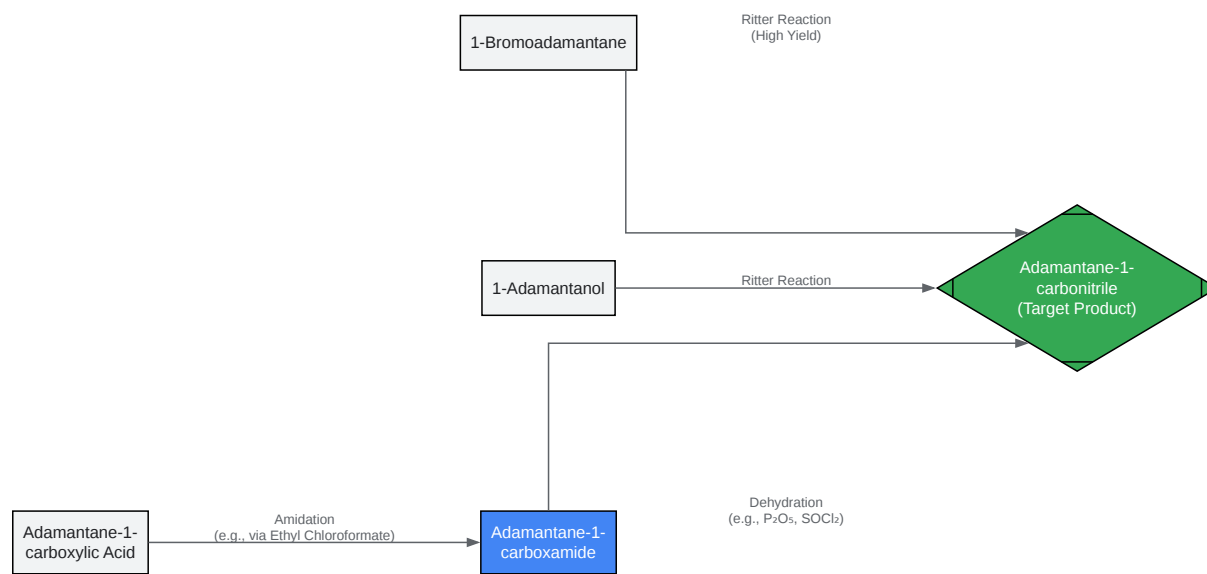 Ritter Reaction
(High Yield)
1-Bromoadamantane
Adamantane-1-
carbonitrile
(Target Product)
1-Adamantanol
Ritter Reaction
Dehydration
(e.g., P₂O₅, SOCl₂)
Amidation
(e.g., via Ethyl Chloroformate)
Adamantane-1-
carboxylic Acid
Adamantane-1-
carboxamide